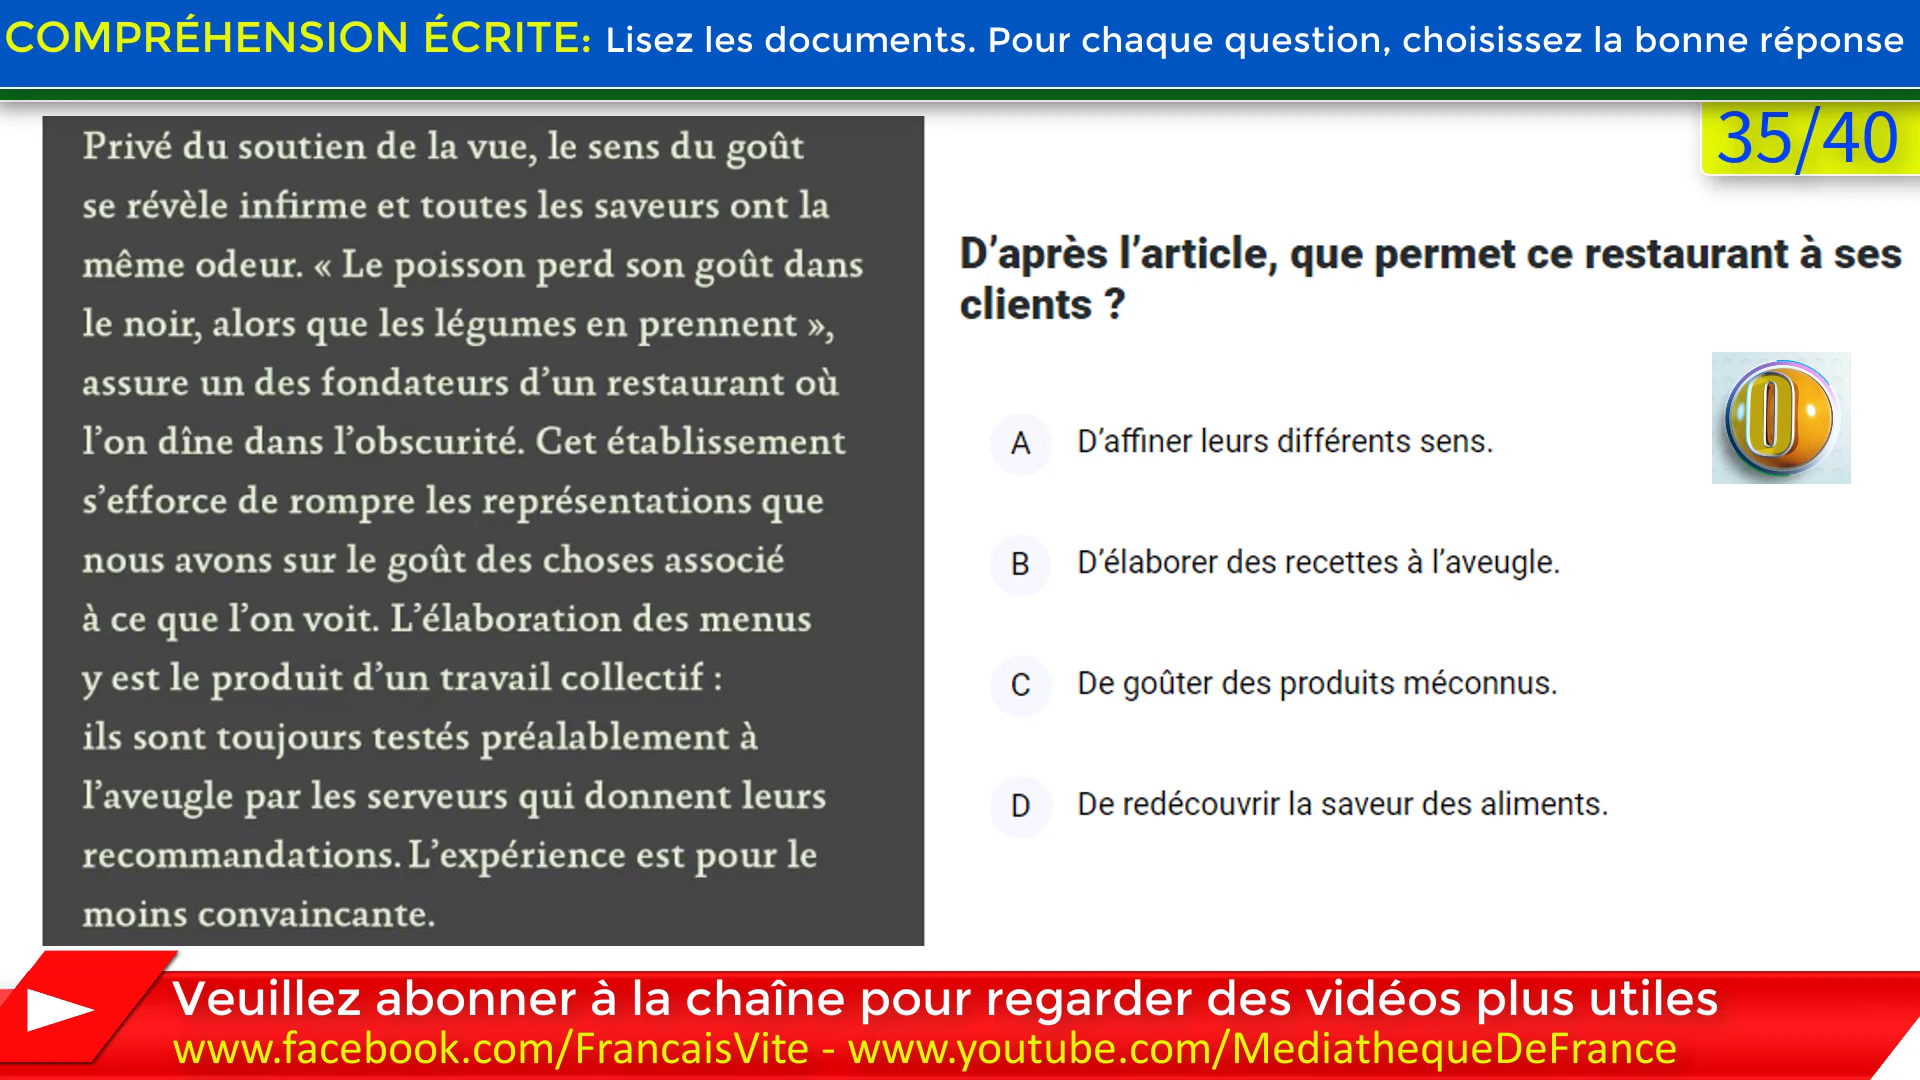 COMPRÉHENSION ÉCRITE: Lisez les documents. Pour chaque question, choisissez la bonne réponse
35/40
Privé du soutien de la vue, le sens du goût
se révèle infirme et toutes les saveurs ont la
même odeur. « Le poisson perd son goût dans
le noir, alors que les légumes en prennent »,
assure un des fondateurs d’un restaurant où
l’on dîne dans l’obscurité. Cet établissement
s’efforce de rompre les représentations que
nous avons sur le goût des choses associé
à ce que l’on voit. L’élaboration des menus
y est le produit d’un travail collectif :
ils sont toujours testés préalablement à
l’aveugle par les serveurs qui donnent leurs
recommandations. L’expérience est pour le
moins convaincante.
D’après l’article, que permet ce restaurant à ses
clients ?
0
A D’affiner leurs différents sens.
B D’élaborer des recettes à l’aveugle.
C De goûter des produits méconnus.
D De redécouvrir la saveur des aliments.
Veuillez abonner à la chaîne pour regarder des vidéos plus utiles
www.facebook.com/FrancaisVite - www.youtube.com/MediathequeDeFrance